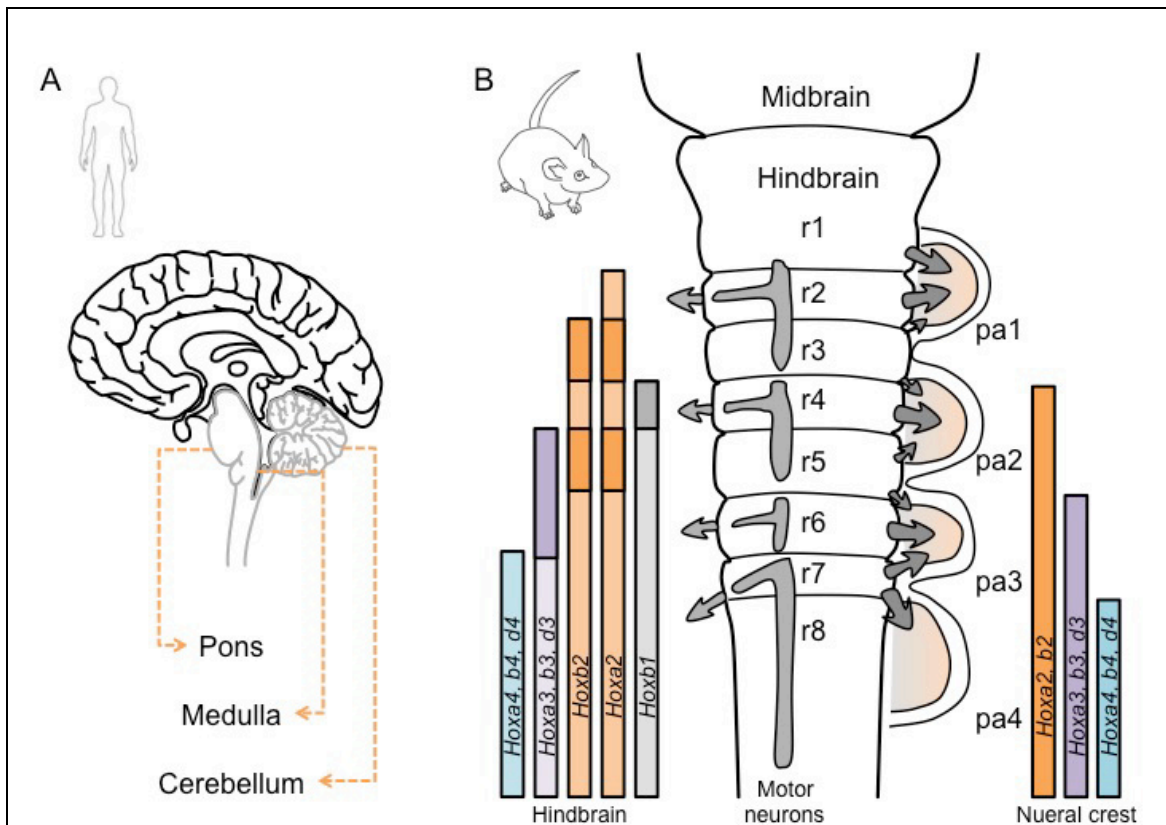 A
B
Midbrain
Hindbrain
r1
r2
r3
r4
r5
r6
r7
r8
pa1
pa2
pa3
pa4
Pons
Medulla
Cerebellum
Hoxa4, b4, d4
Hoxa3, b3, d3
Hoxb2
Hoxa2
Hoxb1
Hoxa2, b2
Hoxa3, b3, d3
Hoxa4, b4, d4
Hindbrain
Motor
neurons
Nueral crest